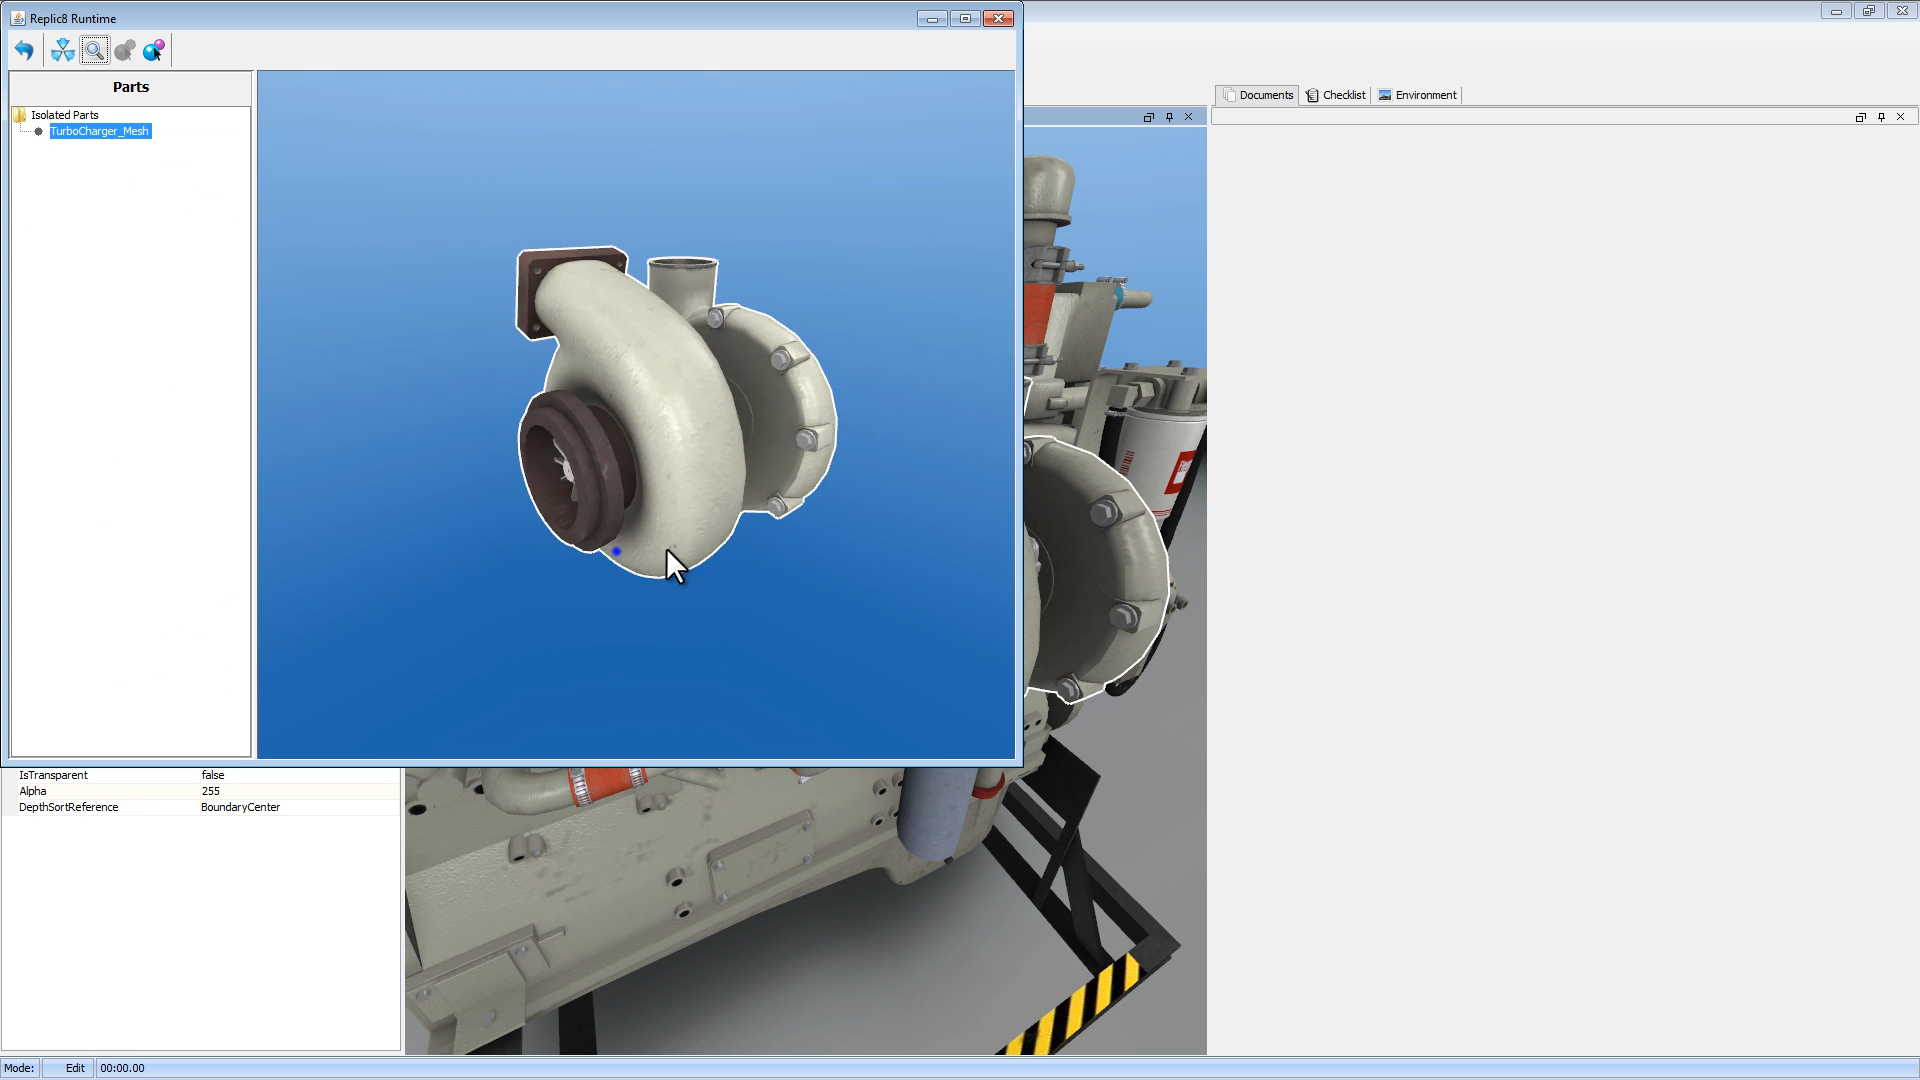 Replic8 Runtime
Parts
Isolated Parts
TurboCharger_Mesh
Documents
Checklist
Environment
IsTransparent false
Alpha 255
DepthSortReference BoundaryCenter
Mode: Edit 00:00.00